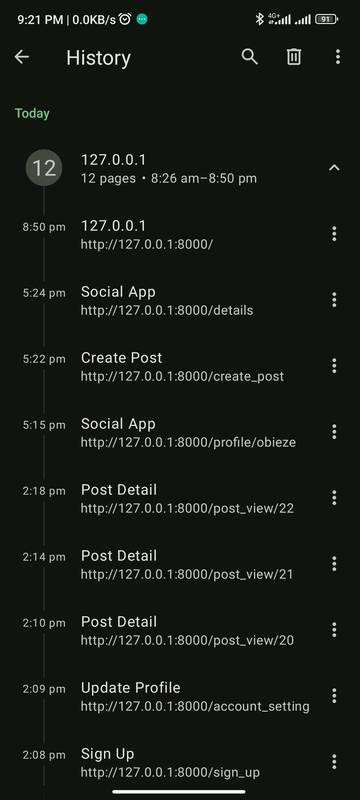 9:21 PM | 0.0KB/s 4G+ 91
History
Today
12
127.0.0.1
12 pages • 8:26 am–8:50 pm
8:50 pm 127.0.0.1
http://127.0.0.1:8000/
5:24 pm Social App
http://127.0.0.1:8000/details
5:22 pm Create Post
http://127.0.0.1:8000/create_post
5:15 pm Social App
http://127.0.0.1:8000/profile/obieze
2:18 pm Post Detail
http://127.0.0.1:8000/post_view/22
2:14 pm Post Detail
http://127.0.0.1:8000/post_view/21
2:10 pm Post Detail
http://127.0.0.1:8000/post_view/20
2:09 pm Update Profile
http://127.0.0.1:8000/account_setting
2:08 pm Sign Up
http://127.0.0.1:8000/sign_up